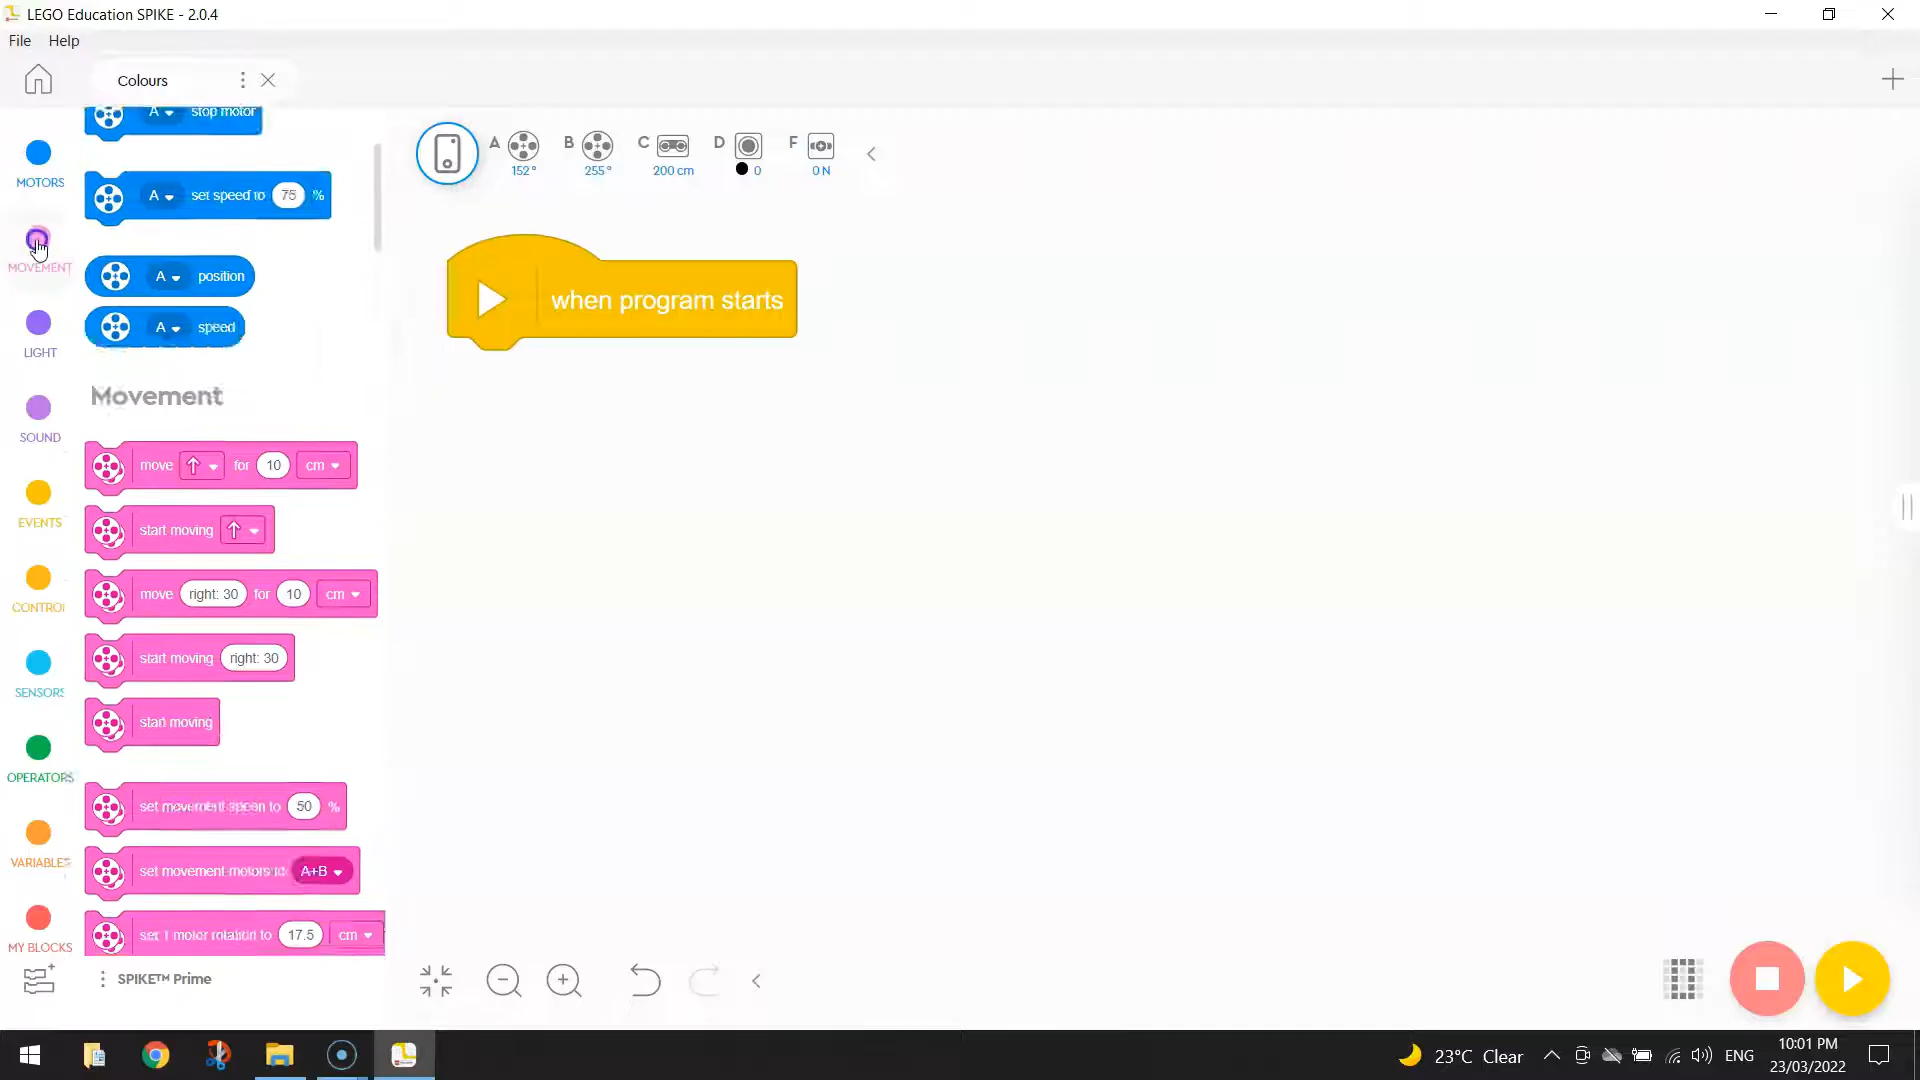 LEGO Education SPIKE - 2.0.4
File Help
Colours
A stop motor
MOTORS
A set speed to 75 %
MOVEMENT
A position
LIGHT
A speed
Movement
SOUND
move for 10 cm
EVENTS
start moving
CONTROL
move right: 30 for 10 cm
SENSORS
start moving right: 30
start moving
OPERATORS
set movement speed to 50 %
VARIABLES
set movement motors to A+B
MY BLOCKS
set 1 motor rotation to 17.5 cm
SPIKE™ Prime
A B C D F
152° 255° 200 cm 0 0 N
when program starts
23°C Clear
ENG
10:01 PM
23/03/2022